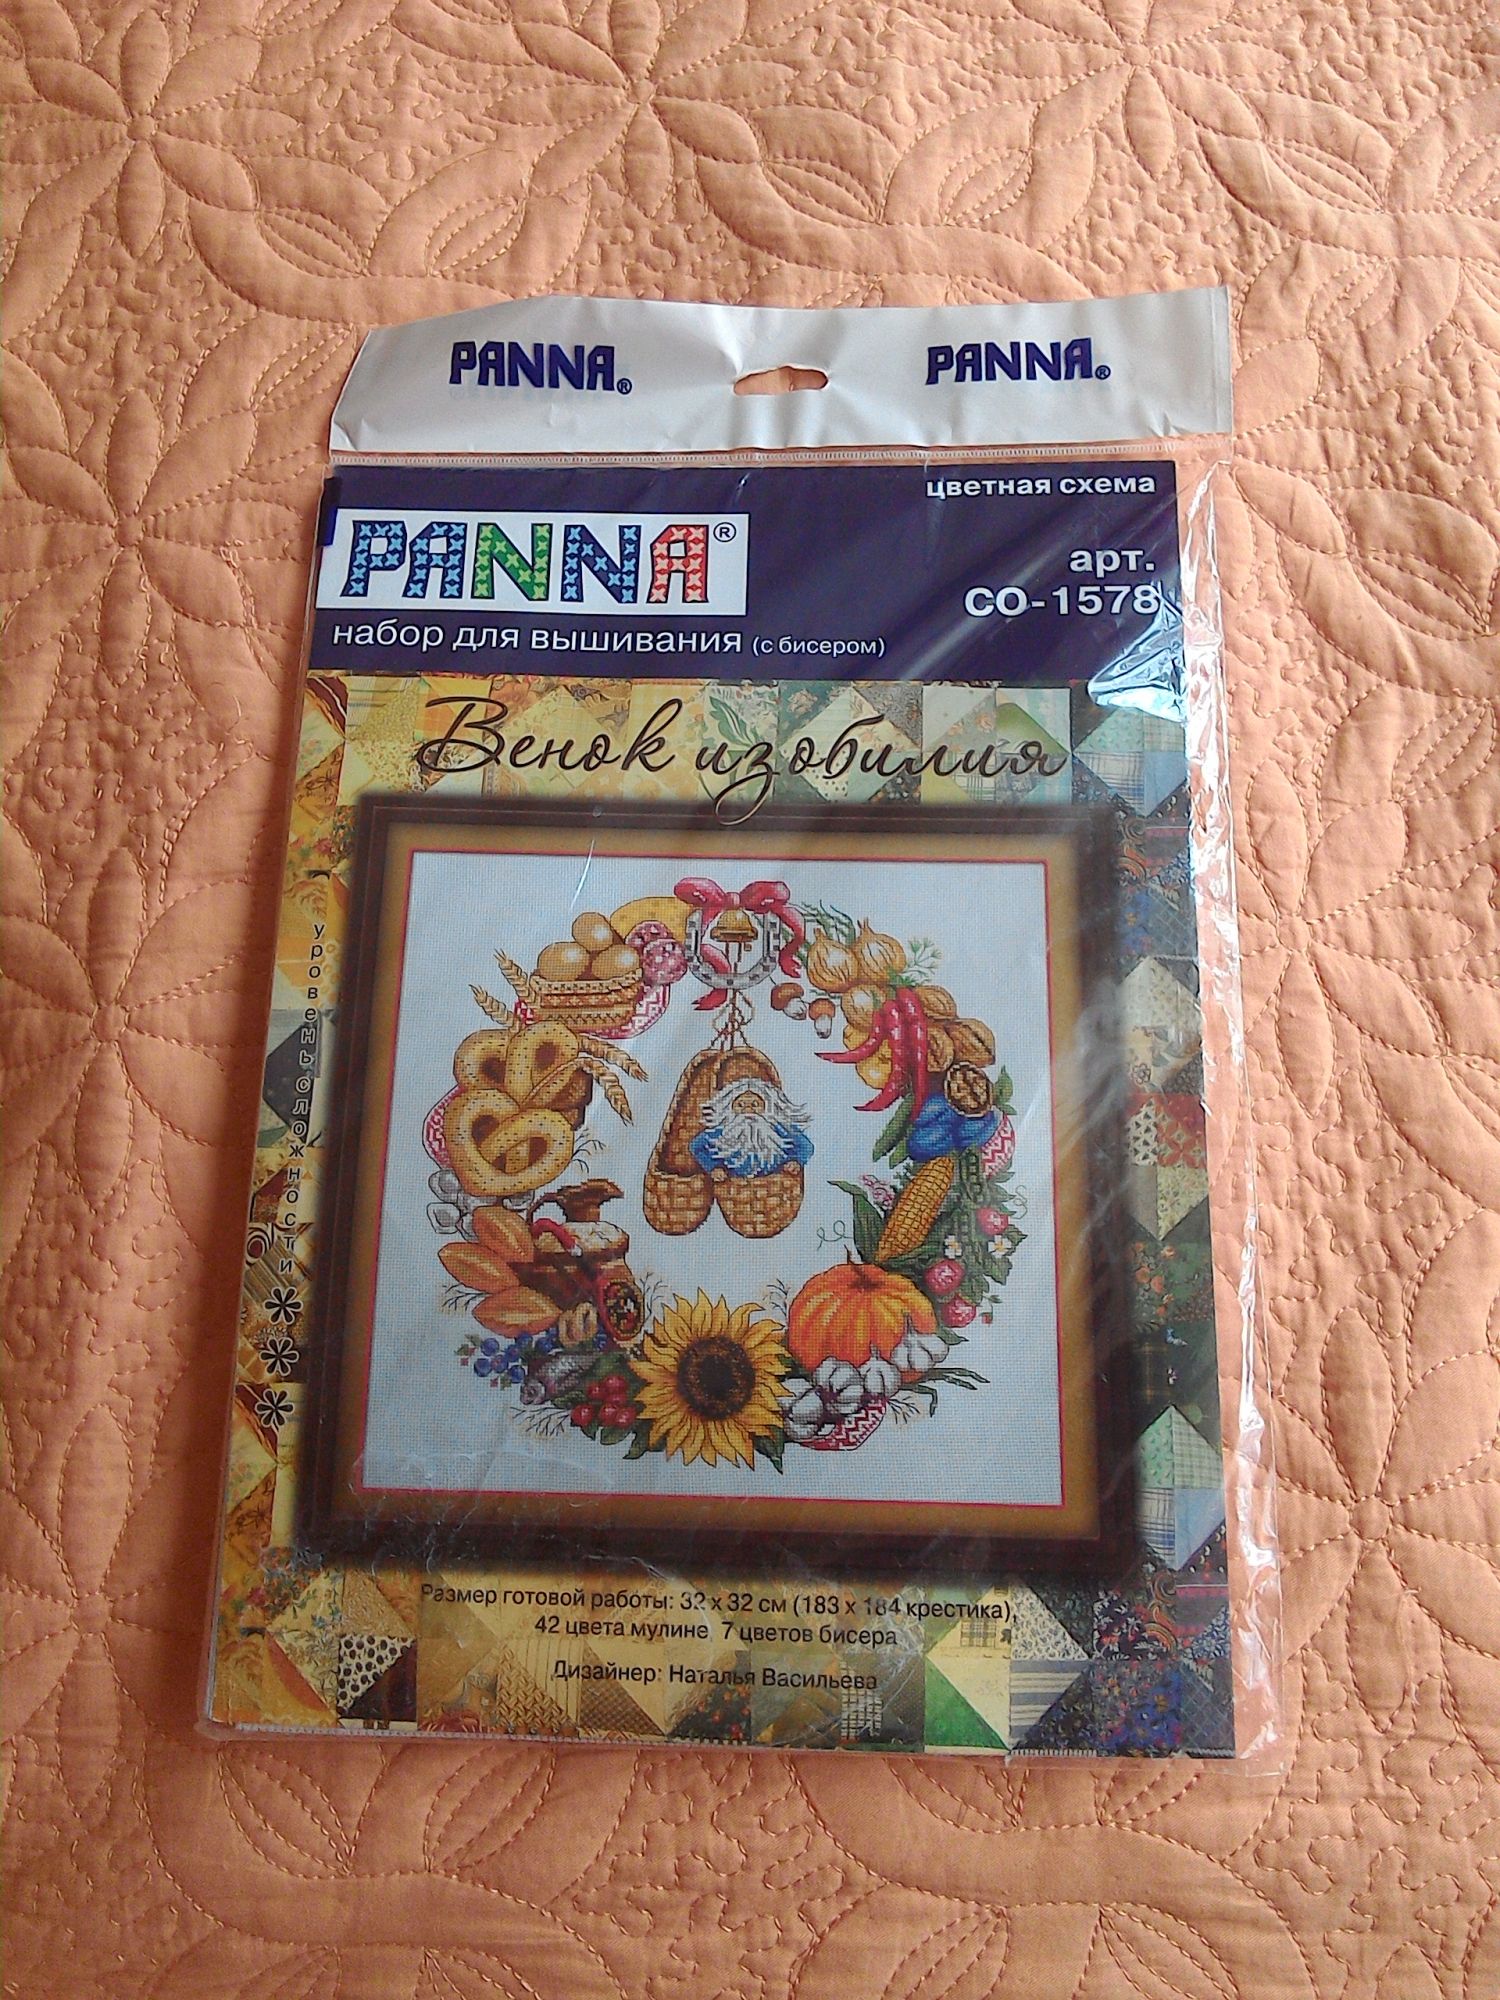 PANNA® PANNA®
цветная схема
PANNA®
арт.
СО-1578
набор для вышивания (с бисером)
Венок изобилия
уровень сложности
Размер готовой работы: 32 х 32 см (183 х 184 крестика),
42 цвета мулине, 7 цветов бисера
Дизайнер: Наталья Васильева